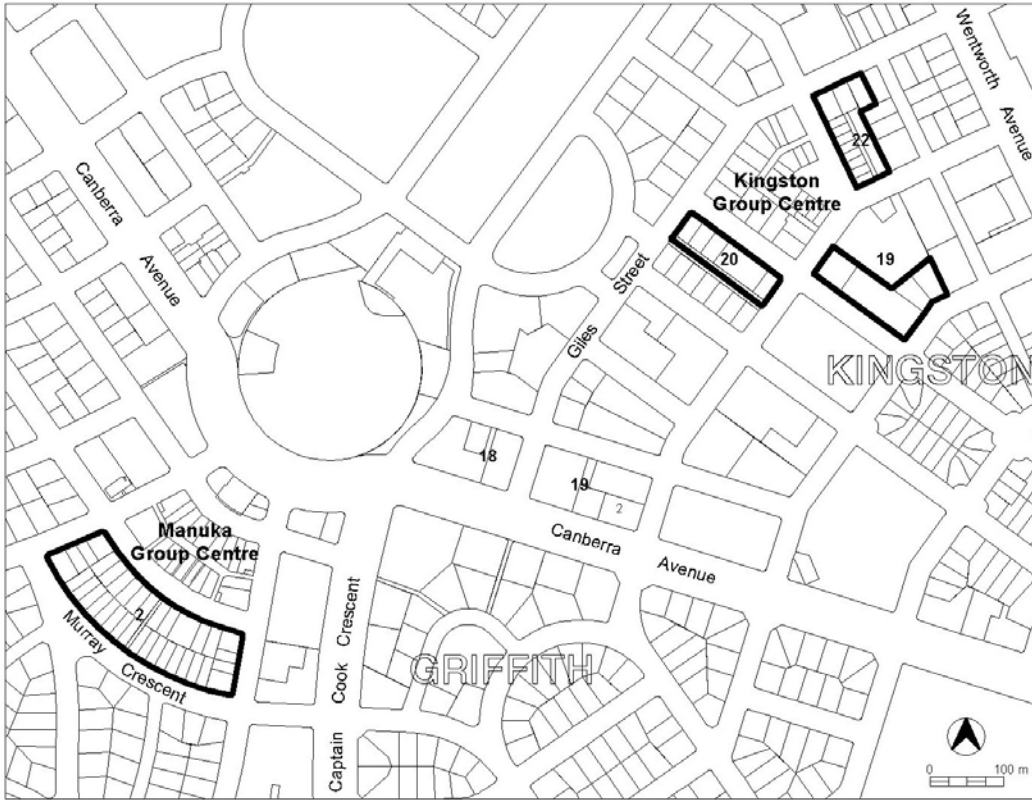 Wentworth
Avenue
22
Kingston
Group Centre
Canberra
Avenue
20
19
Street
Giles
KINGSTON
18
19
2
Manuka
Group Centre
Canberra
Avenue
2
Murray
Crescent
Crescent
Cook
Captain
GRIFFITH
0 100 m